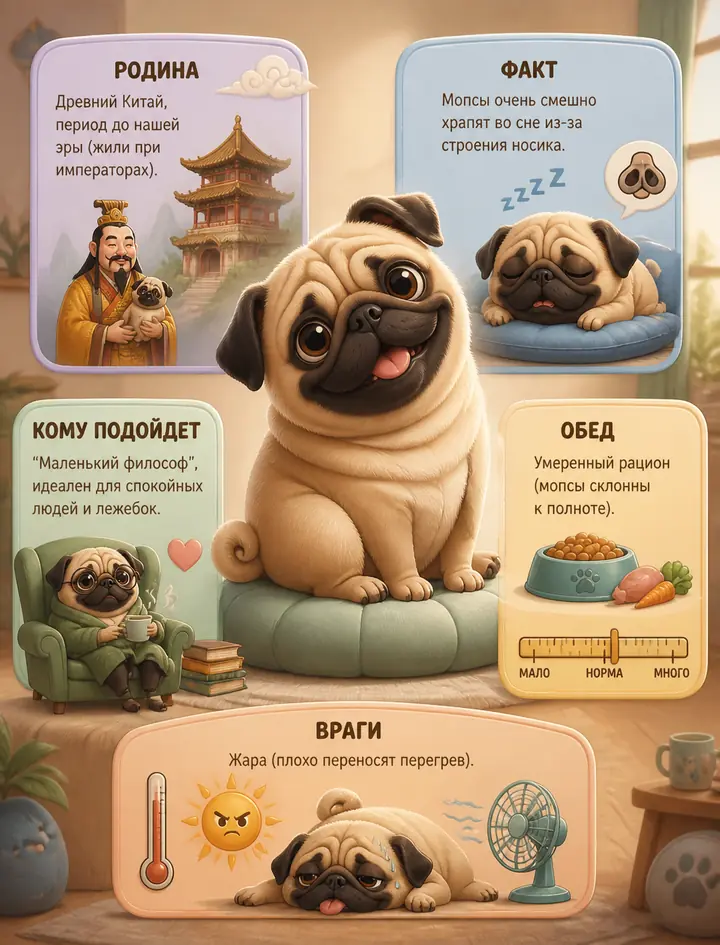 РОДИНА
Древний Китай,
период до нашей
эры (жили при
императорах).
ФАКТ
Мопсы очень смешно
храпят во сне из-за
строения носика.
zzzz
КОМУ ПОДОЙДЕТ
“Маленький философ”,
идеален для спокойных
людей и лежебок.
ОБЕД
Умеренный рацион
(мопсы склонны
к полноте).
МАЛО НОРМА МНОГО
ВРАГИ
Жара (плохо переносят перегрев).